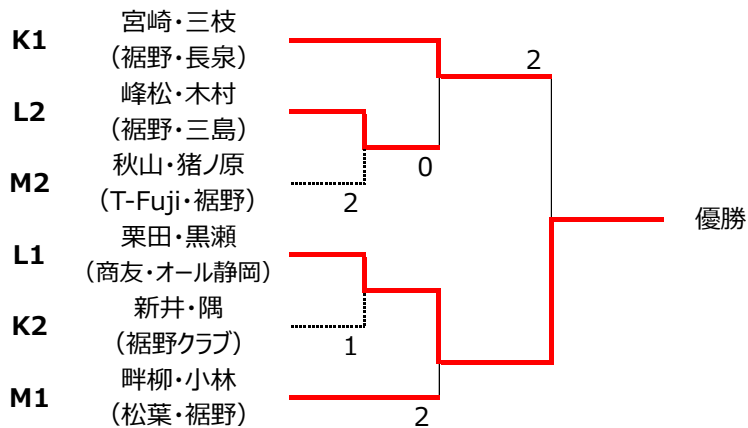 K1
宮崎・三枝
(裾野・長泉)
2
L2
峰松・木村
(裾野・三島)
0
M2
秋山・猪ノ原
(T-Fuji・裾野)
2
優勝
L1
栗田・黒瀬
(商友・オール静岡)
K2
新井・隅
(裾野クラブ)
1
M1
畔柳・小林
(松葉・裾野)
2